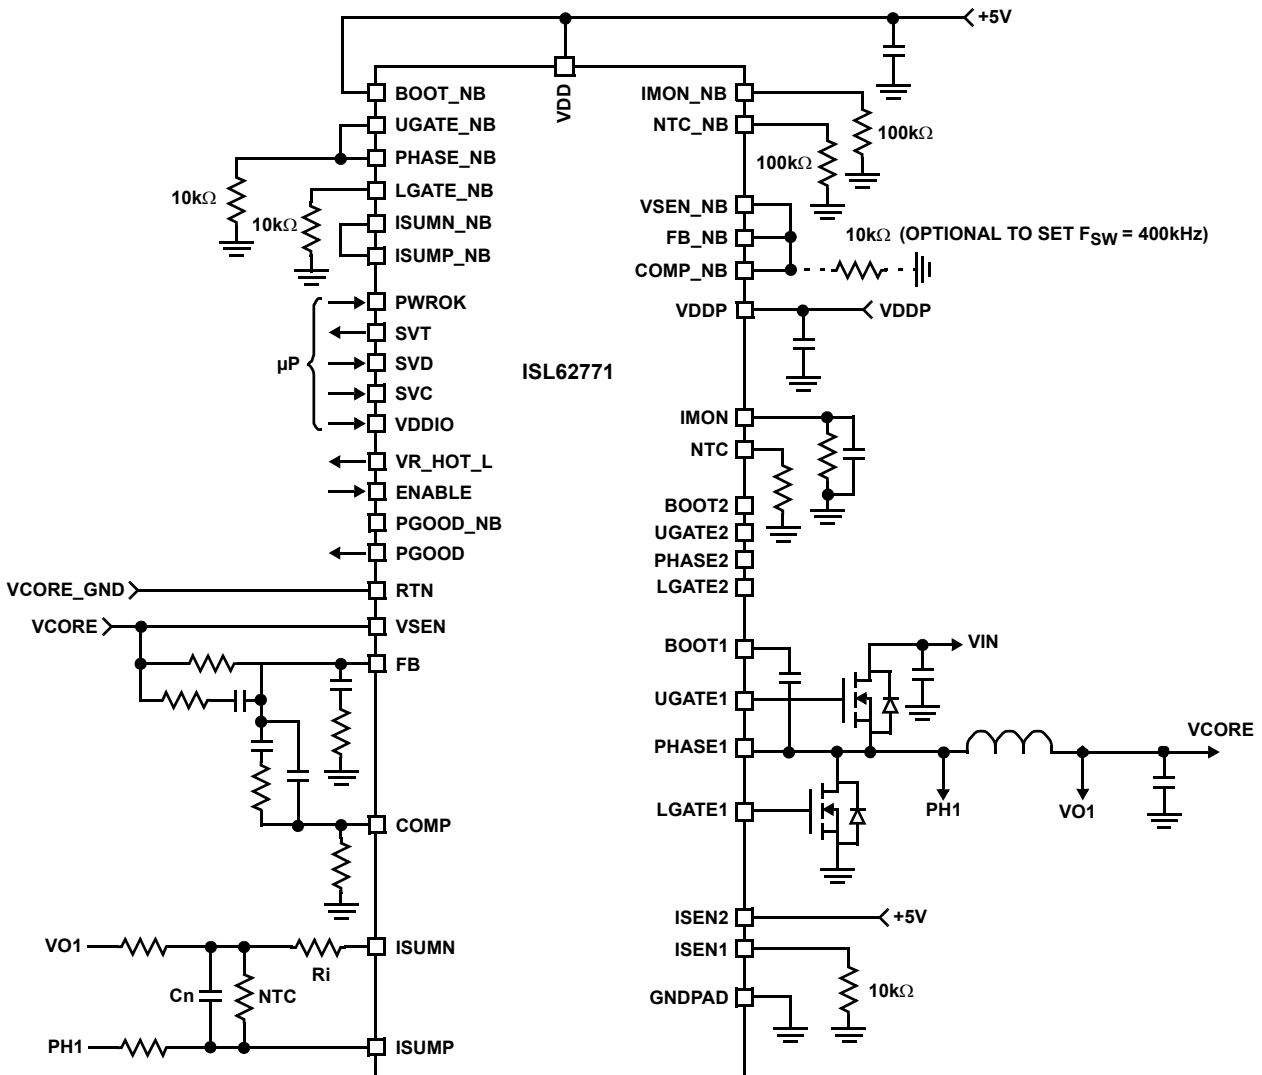 +5V
VDD
BOOT_NB
UGATE_NB
PHASE_NB
LGATE_NB
ISUMN_NB
ISUMP_NB
10kΩ
10kΩ
PWROK
SVT
SVD
SVC
VDDIO
µP
VR_HOT_L
ENABLE
PGOOD_NB
PGOOD
VCORE_GND
RTN
VCORE
VSEN
FB
COMP
VO1
ISUMN
Ri
Cn
NTC
PH1
ISUMP
ISL62771
IMON_NB
NTC_NB
100kΩ
100kΩ
VSEN_NB
FB_NB
COMP_NB
10kΩ (OPTIONAL TO SET FSW = 400kHz)
VDDP
VDDP
IMON
NTC
BOOT2
UGATE2
PHASE2
LGATE2
BOOT1
VIN
UGATE1
PHASE1
VCORE
LGATE1
PH1
VO1
ISEN2
+5V
ISEN1
10kΩ
GNDPAD